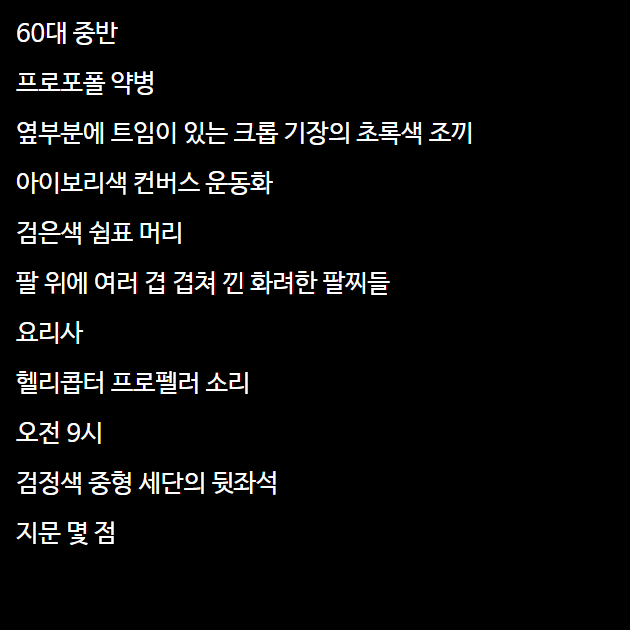 60대 중반
프로포폴 약병
옆부분에 트임이 있는 크롭 기장의 초록색 조끼
아이보리색 컨버스 운동화
검은색 쉼표 머리
팔 위에 여러 겹 겹쳐 낀 화려한 팔찌들
요리사
헬리콥터 프로펠러 소리
오전 9시
검정색 중형 세단의 뒷좌석
지문 몇 점